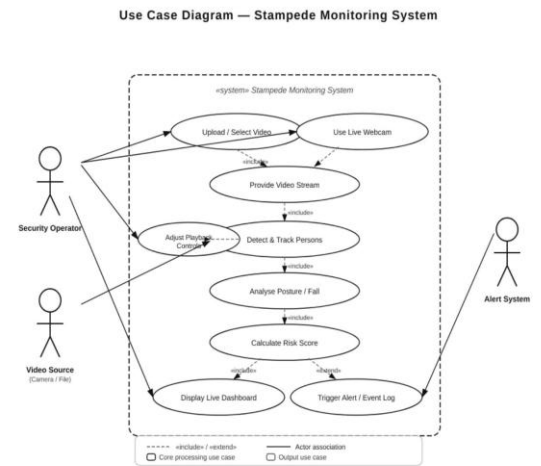 Use Case Diagram — Stampede Monitoring System
«system» Stampede Monitoring System
Upload / Select Video
Use Live Webcam
«include»
Provide Video Stream
«include»
Security Operator
Adjust Playback
Controls
Detect & Track Persons
«include»
Analyse Posture / Fall
Alert System
«include»
Calculate Risk Score
Video Source
(Camera / File)
«include»
«extend»
Display Live Dashboard
Trigger Alert / Event Log
«include» / «extend»
Actor association
Core processing use case
Output use case